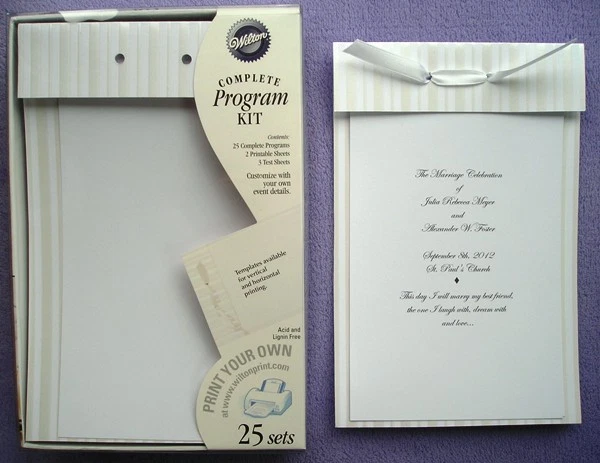 Wilton
COMPLETE
Program
KIT
Contents:
25 Complete Programs
2 Printable Sheets
3 Test Sheets
Customize with
your own
event details.
Templates available
for vertical
and horizontal
printing.
Acid and
Lignin Free
PRINT YOUR OWN
at www.wiltonprint.com
25 sets
The Marriage Celebration
of
Julia Rebecca Meyer
and
Alexander W. Foster
September 8th, 2012
St. Paul's Church
This day I will marry my best friend,
the one I laugh with, dream with
and love...